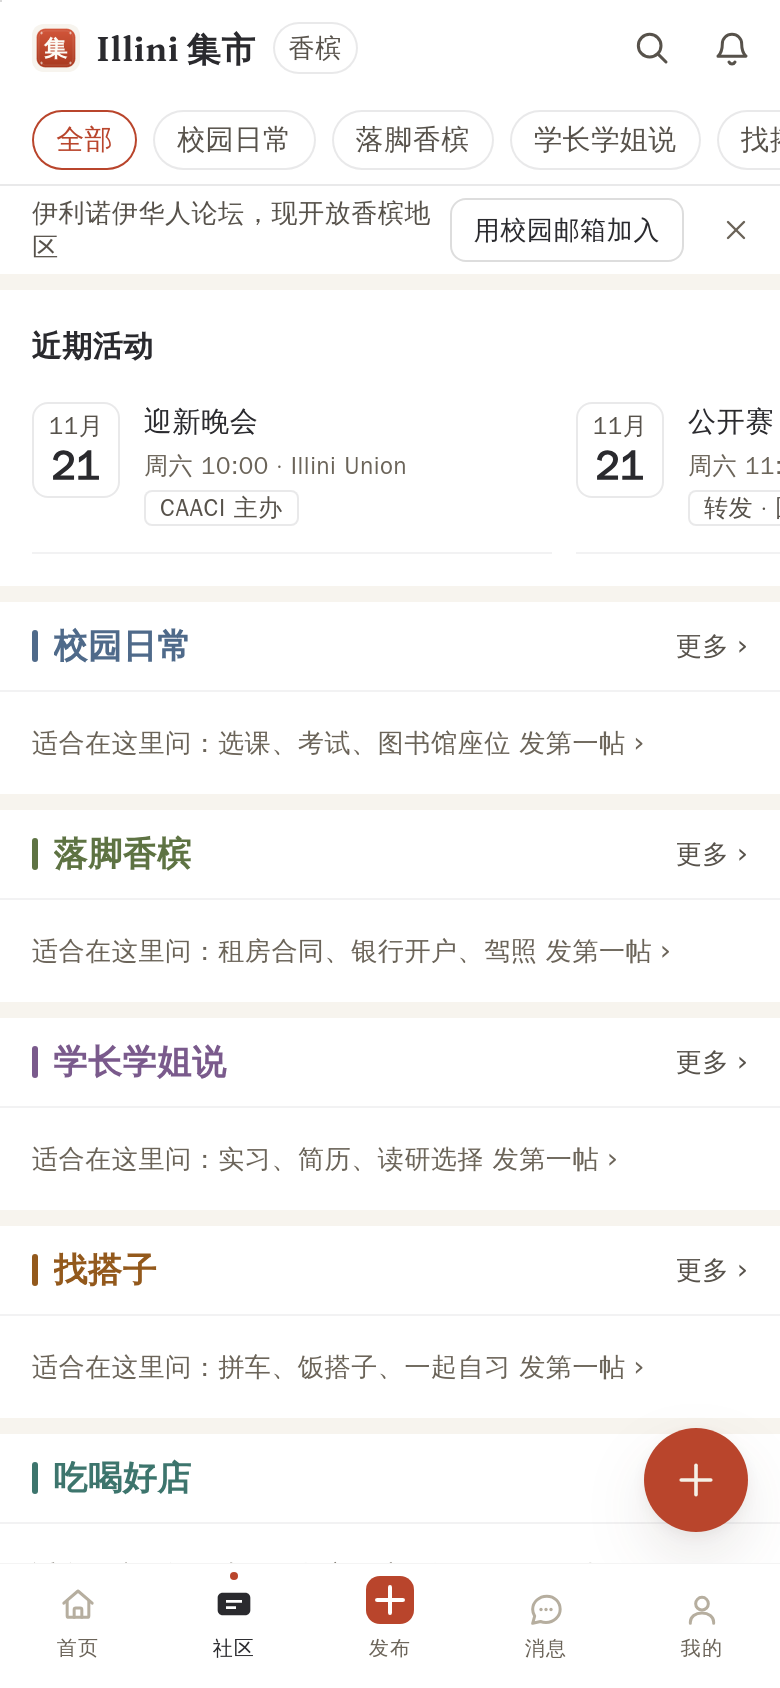 集 Illini 集市 香槟
全部 校园日常 落脚香槟 学长学姐说
伊利诺伊华人论坛，现开放香槟地
区
用校园邮箱加入
近期活动
11月
21
迎新晚会
周六 10:00 · Illini Union
CAACI 主办
11月
21
公开赛
周六 11:
转发 ·
校园日常 更多 ›
适合在这里问：选课、考试、图书馆座位 发第一帖 ›
落脚香槟 更多 ›
适合在这里问：租房合同、银行开户、驾照 发第一帖 ›
学长学姐说 更多 ›
适合在这里问：实习、简历、读研选择 发第一帖 ›
找搭子 更多 ›
适合在这里问：拼车、饭搭子、一起自习 发第一帖 ›
吃喝好店
首页 社区 发布 消息 我的